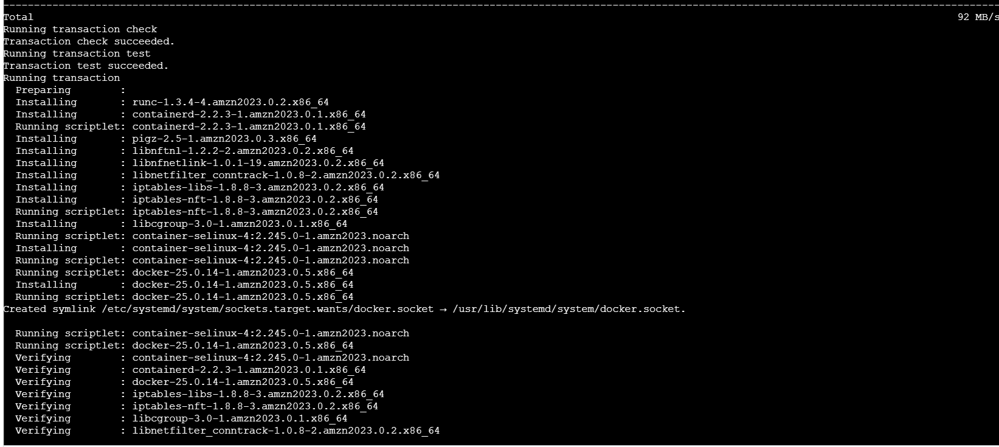 Total 92 MB/s
Running transaction check
Transaction check succeeded.
Running transaction test
Transaction test succeeded.
Running transaction
  Preparing        :
  Installing       : runc-1.3.4-4.amzn2023.0.2.x86_64
  Installing       : containerd-2.2.3-1.amzn2023.0.1.x86_64
  Running scriptlet: containerd-2.2.3-1.amzn2023.0.1.x86_64
  Installing       : pigz-2.5-1.amzn2023.0.3.x86_64
  Installing       : libnftnl-1.2.2-2.amzn2023.0.2.x86_64
  Installing       : libnfnetlink-1.0.1-19.amzn2023.0.2.x86_64
  Installing       : libnetfilter_conntrack-1.0.8-2.amzn2023.0.2.x86_64
  Installing       : iptables-libs-1.8.8-3.amzn2023.0.2.x86_64
  Installing       : iptables-nft-1.8.8-3.amzn2023.0.2.x86_64
  Running scriptlet: iptables-nft-1.8.8-3.amzn2023.0.2.x86_64
  Installing       : libcgroup-3.0-1.amzn2023.0.1.x86_64
  Running scriptlet: container-selinux-4:2.245.0-1.amzn2023.noarch
  Installing       : container-selinux-4:2.245.0-1.amzn2023.noarch
  Running scriptlet: container-selinux-4:2.245.0-1.amzn2023.noarch
  Running scriptlet: docker-25.0.14-1.amzn2023.0.5.x86_64
  Installing       : docker-25.0.14-1.amzn2023.0.5.x86_64
  Running scriptlet: docker-25.0.14-1.amzn2023.0.5.x86_64
Created symlink /etc/systemd/system/sockets.target.wants/docker.socket → /usr/lib/systemd/system/docker.socket.
  Running scriptlet: container-selinux-4:2.245.0-1.amzn2023.noarch
  Running scriptlet: docker-25.0.14-1.amzn2023.0.5.x86_64
  Verifying        : container-selinux-4:2.245.0-1.amzn2023.noarch
  Verifying        : containerd-2.2.3-1.amzn2023.0.1.x86_64
  Verifying        : docker-25.0.14-1.amzn2023.0.5.x86_64
  Verifying        : iptables-libs-1.8.8-3.amzn2023.0.2.x86_64
  Verifying        : iptables-nft-1.8.8-3.amzn2023.0.2.x86_64
  Verifying        : libcgroup-3.0-1.amzn2023.0.1.x86_64
  Verifying        : libnetfilter_conntrack-1.0.8-2.amzn2023.0.2.x86_64